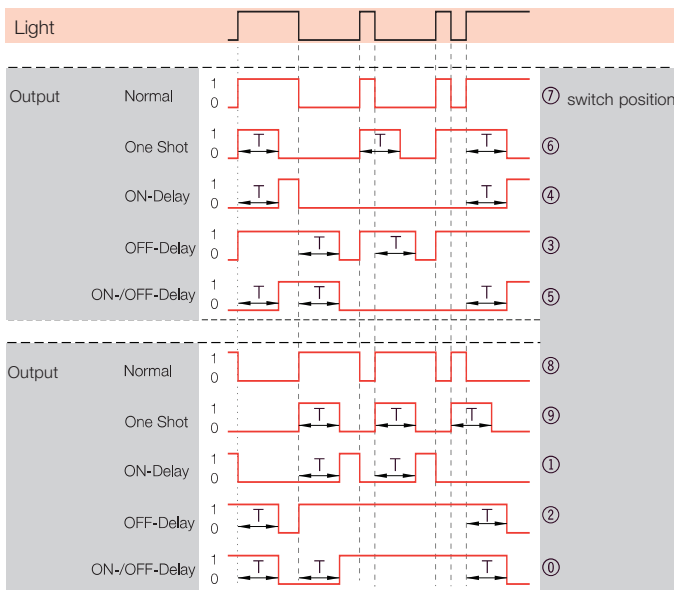 Light
Output Normal 1 0 ⑦ switch position
One Shot 1 0 T T T ⑥
ON-Delay 1 0 T T ④
OFF-Delay 1 0 T T ③
ON-/OFF-Delay 1 0 T T T ⑤
Output Normal 1 0 ⑧
One Shot 1 0 T T T ⑨
ON-Delay 1 0 T T ①
OFF-Delay 1 0 T T ②
ON-/OFF-Delay 1 0 T T T ⓪